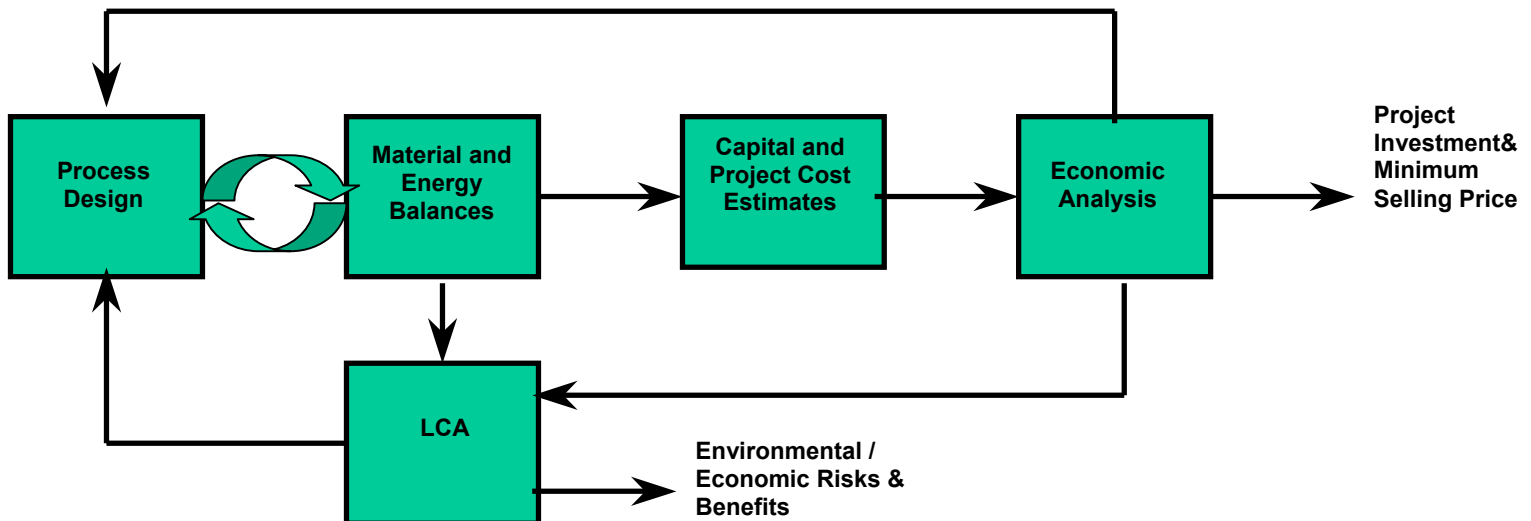 Process
Design
Material and
Energy
Balances
Capital and
Project Cost
Estimates
Economic
Analysis
Project
Investment&
Minimum
Selling Price
LCA
Environmental /
Economic Risks &
Benefits